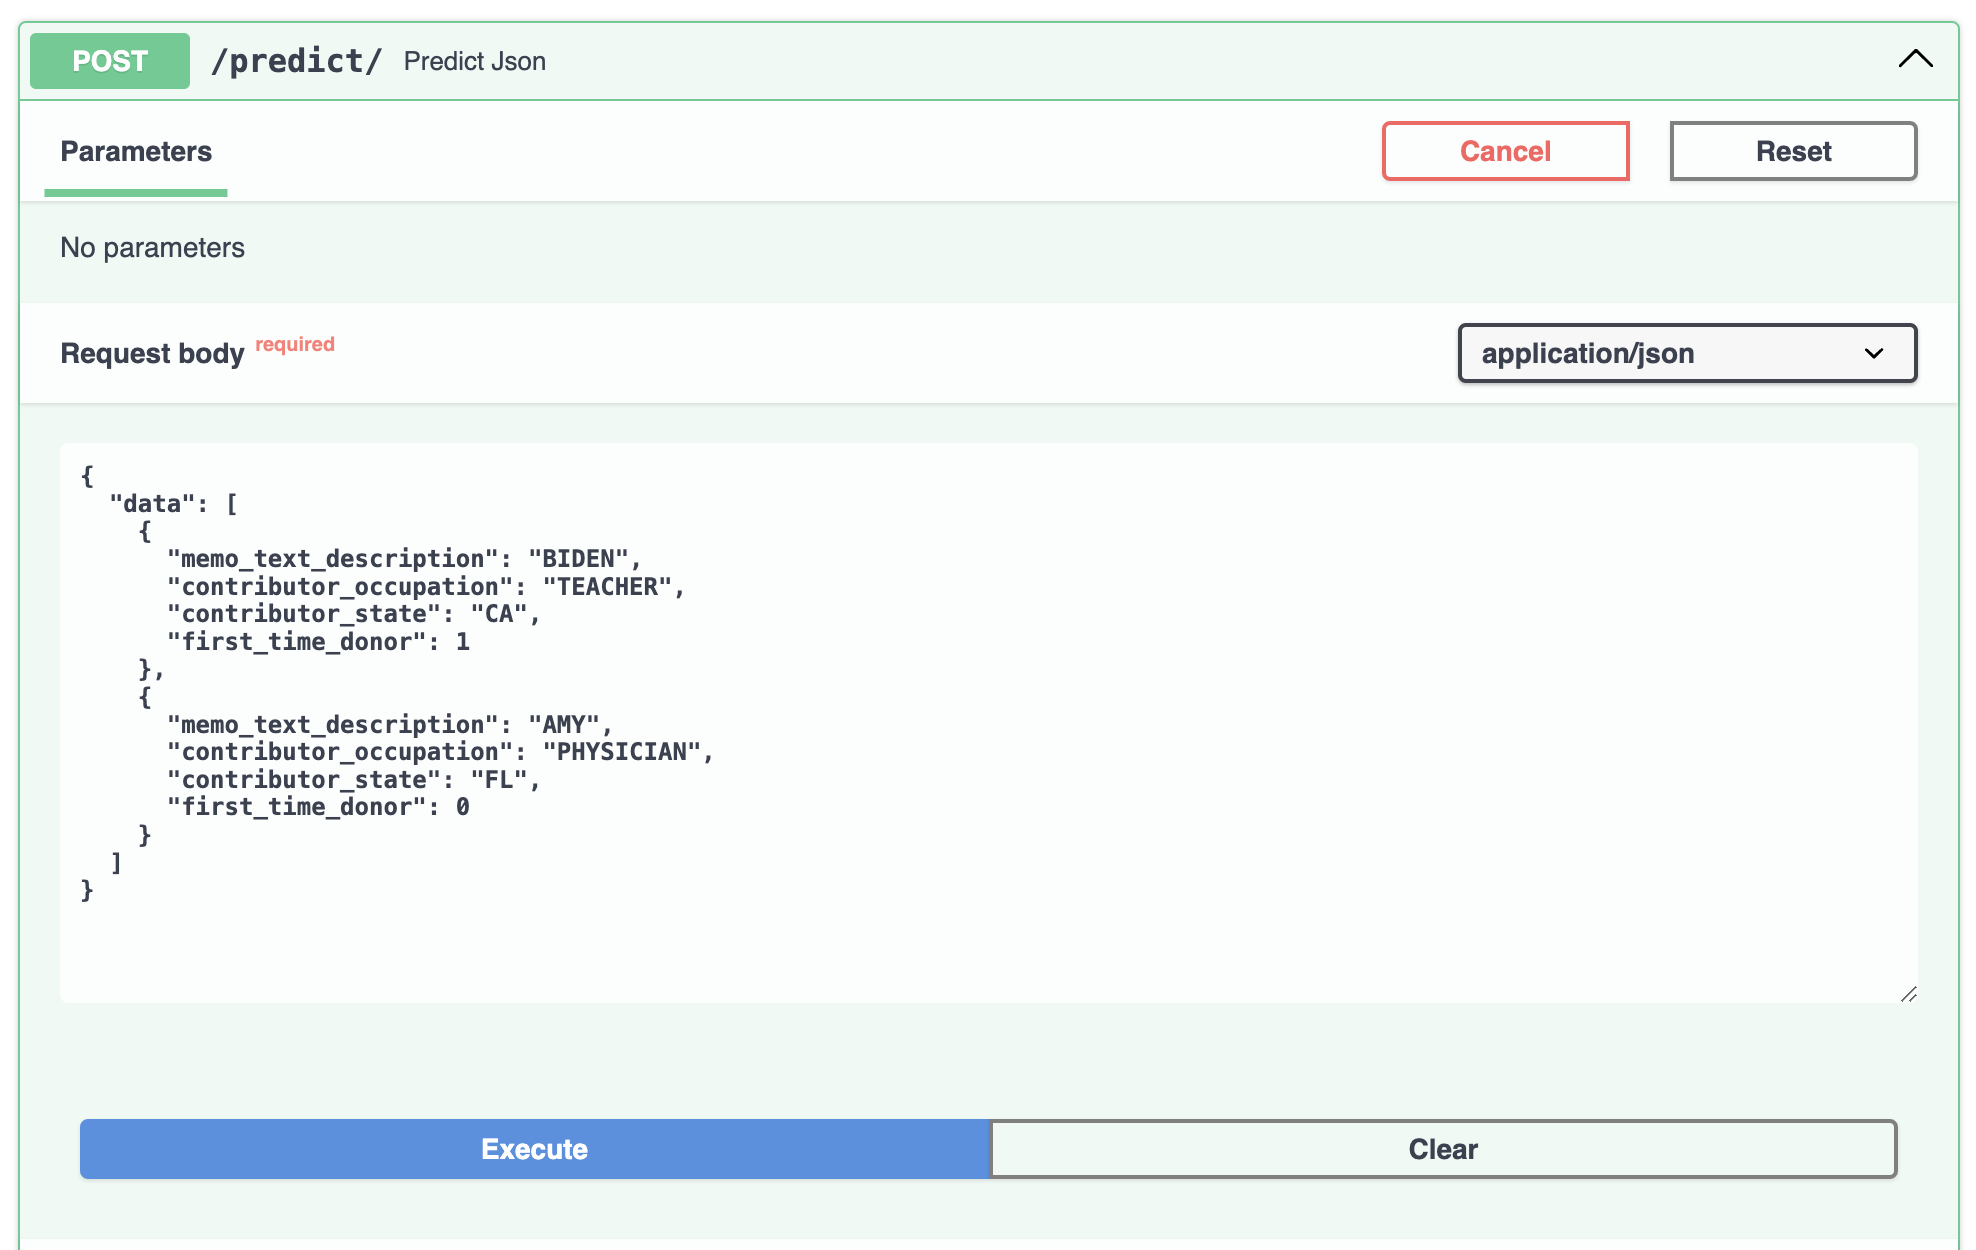 POST /predict/ Predict Json
Parameters Cancel Reset
No parameters
Request body required application/json
{
  "data": [
    {
      "memo_text_description": "BIDEN",
      "contributor_occupation": "TEACHER",
      "contributor_state": "CA",
      "first_time_donor": 1
    },
    {
      "memo_text_description": "AMY",
      "contributor_occupation": "PHYSICIAN",
      "contributor_state": "FL",
      "first_time_donor": 0
    }
  ]
}
Execute Clear